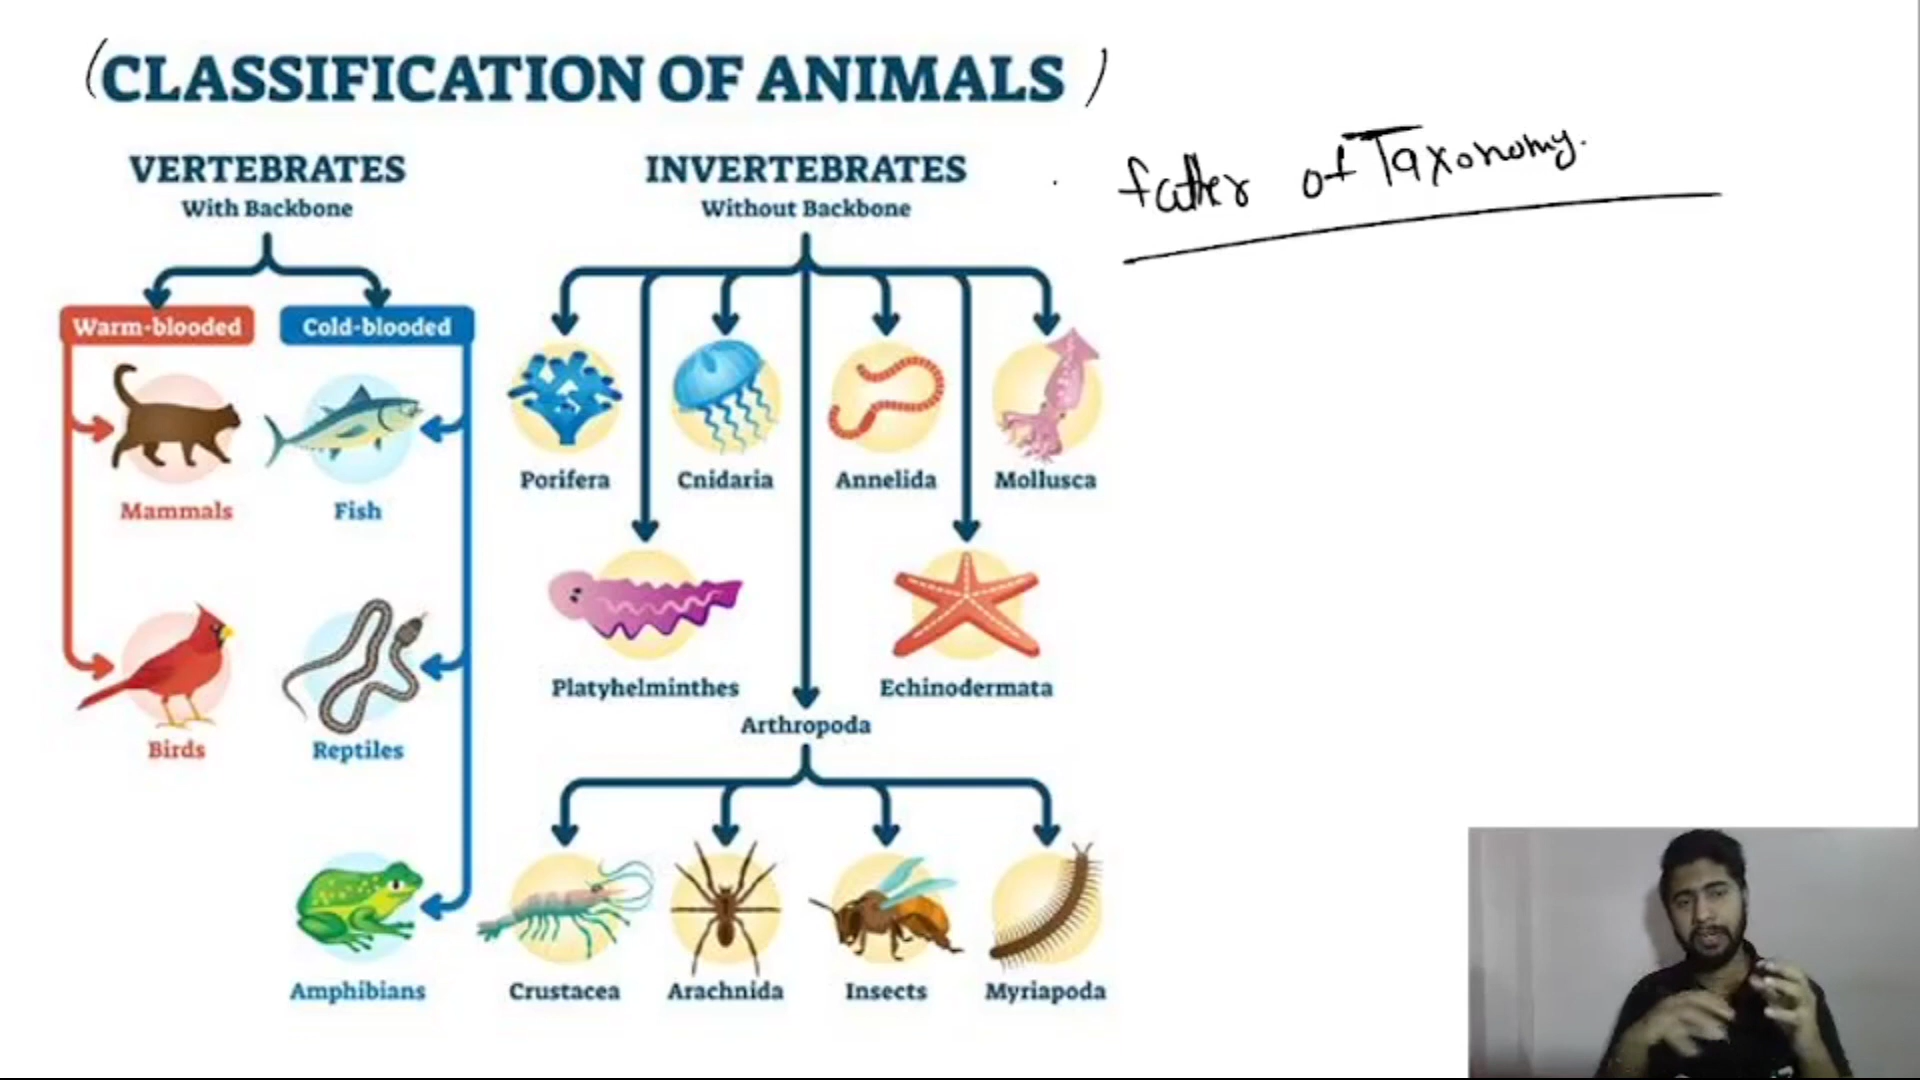 (CLASSIFICATION OF ANIMALS)
VERTEBRATES
With Backbone
Warm-blooded
Cold-blooded
Mammals
Fish
Birds
Reptiles
Amphibians
INVERTEBRATES
Without Backbone
Porifera
Cnidaria
Annelida
Mollusca
Platyhelminthes
Echinodermata
Arthropoda
Crustacea
Arachnida
Insects
Myriapoda
father of Taxonomy.